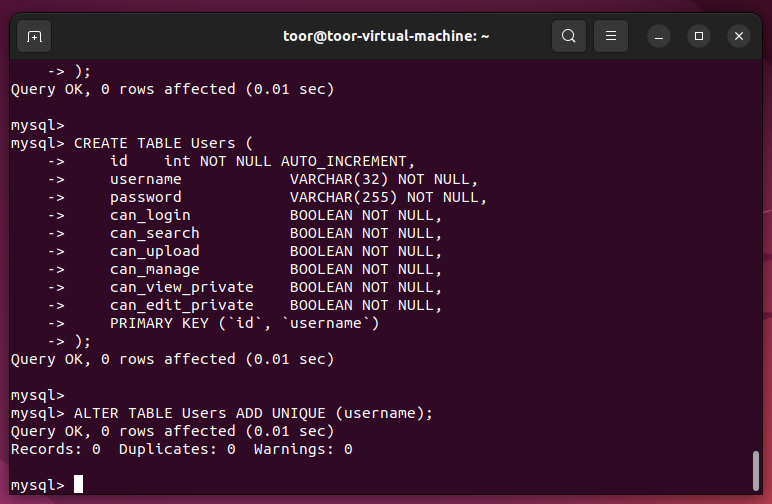 toor@toor-virtual-machine: ~
    -> );
Query OK, 0 rows affected (0.01 sec)

mysql>
mysql> CREATE TABLE Users (
    ->     id    int NOT NULL AUTO_INCREMENT,
    ->     username            VARCHAR(32) NOT NULL,
    ->     password            VARCHAR(255) NOT NULL,
    ->     can_login           BOOLEAN NOT NULL,
    ->     can_search          BOOLEAN NOT NULL,
    ->     can_upload          BOOLEAN NOT NULL,
    ->     can_manage          BOOLEAN NOT NULL,
    ->     can_view_private    BOOLEAN NOT NULL,
    ->     can_edit_private    BOOLEAN NOT NULL,
    ->     PRIMARY KEY (`id`, `username`)
    -> );
Query OK, 0 rows affected (0.01 sec)

mysql>
mysql> ALTER TABLE Users ADD UNIQUE (username);
Query OK, 0 rows affected (0.01 sec)
Records: 0  Duplicates: 0  Warnings: 0

mysql>